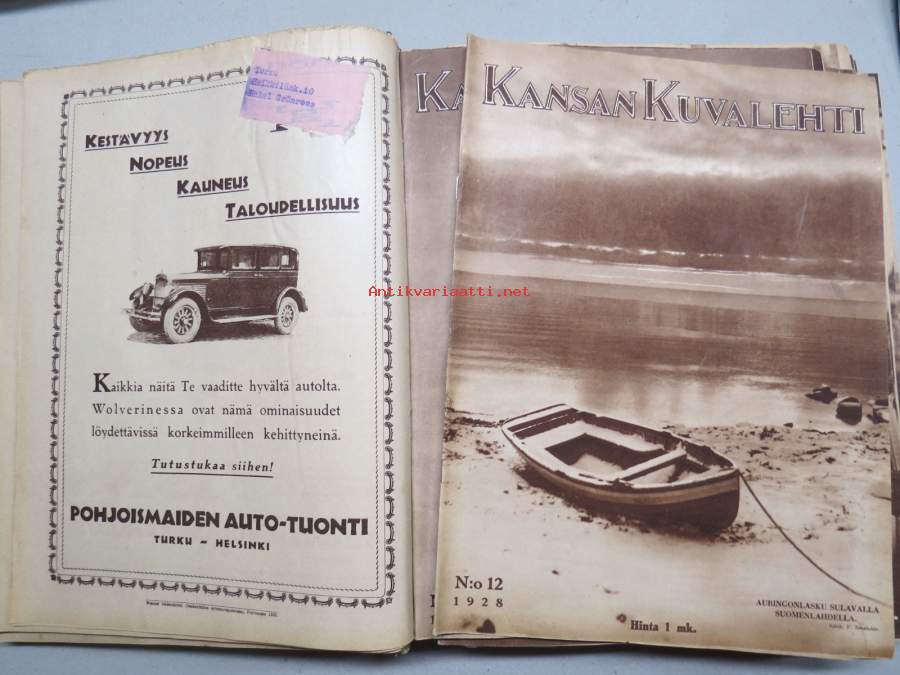 KESTÄVYYS
NOPEUS
KAUNEUS
TALOUDELLISUUS
Kaikkia näitä Te vaaditte hyvältä autolta.
Wolverinessa ovat nämä ominaisuudet
löydettävissä korkeimmilleen kehittyneinä.
Tutustukaa siihen!
POHJOISMAIDEN AUTO-TUONTI
TURKU – HELSINKI
KA
KANSAN KUVALEHTI
Antikvariaatti.net
N:o 12
1928
Hinta 1 mk.
AURINGONLASKU SULAVALLA
SUOMENLAHDELLA.